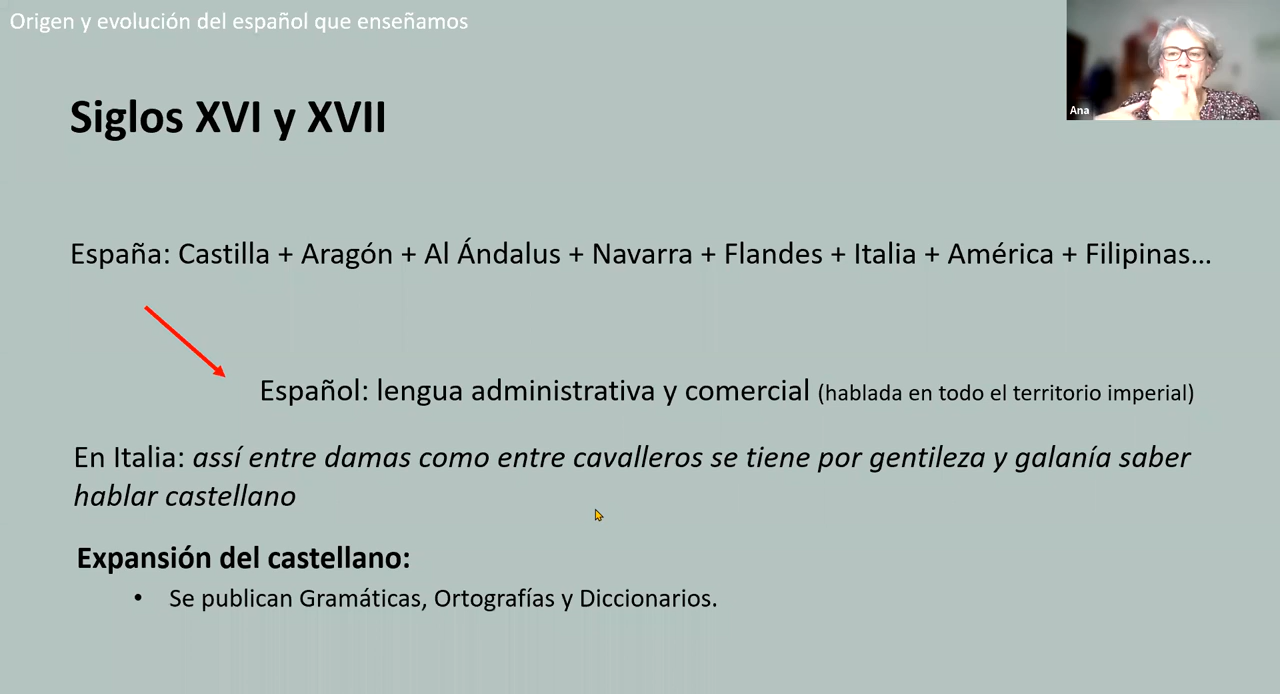 Origen y evolución del español que enseñamos
Ana
Siglos XVI y XVII
España: Castilla + Aragón + Al Ándalus + Navarra + Flandes + Italia + América + Filipinas...
Español: lengua administrativa y comercial (hablada en todo el territorio imperial)
En Italia: assí entre damas como entre cavalleros se tiene por gentileza y galanía saber
hablar castellano
Expansión del castellano:
• Se publican Gramáticas, Ortografías y Diccionarios.